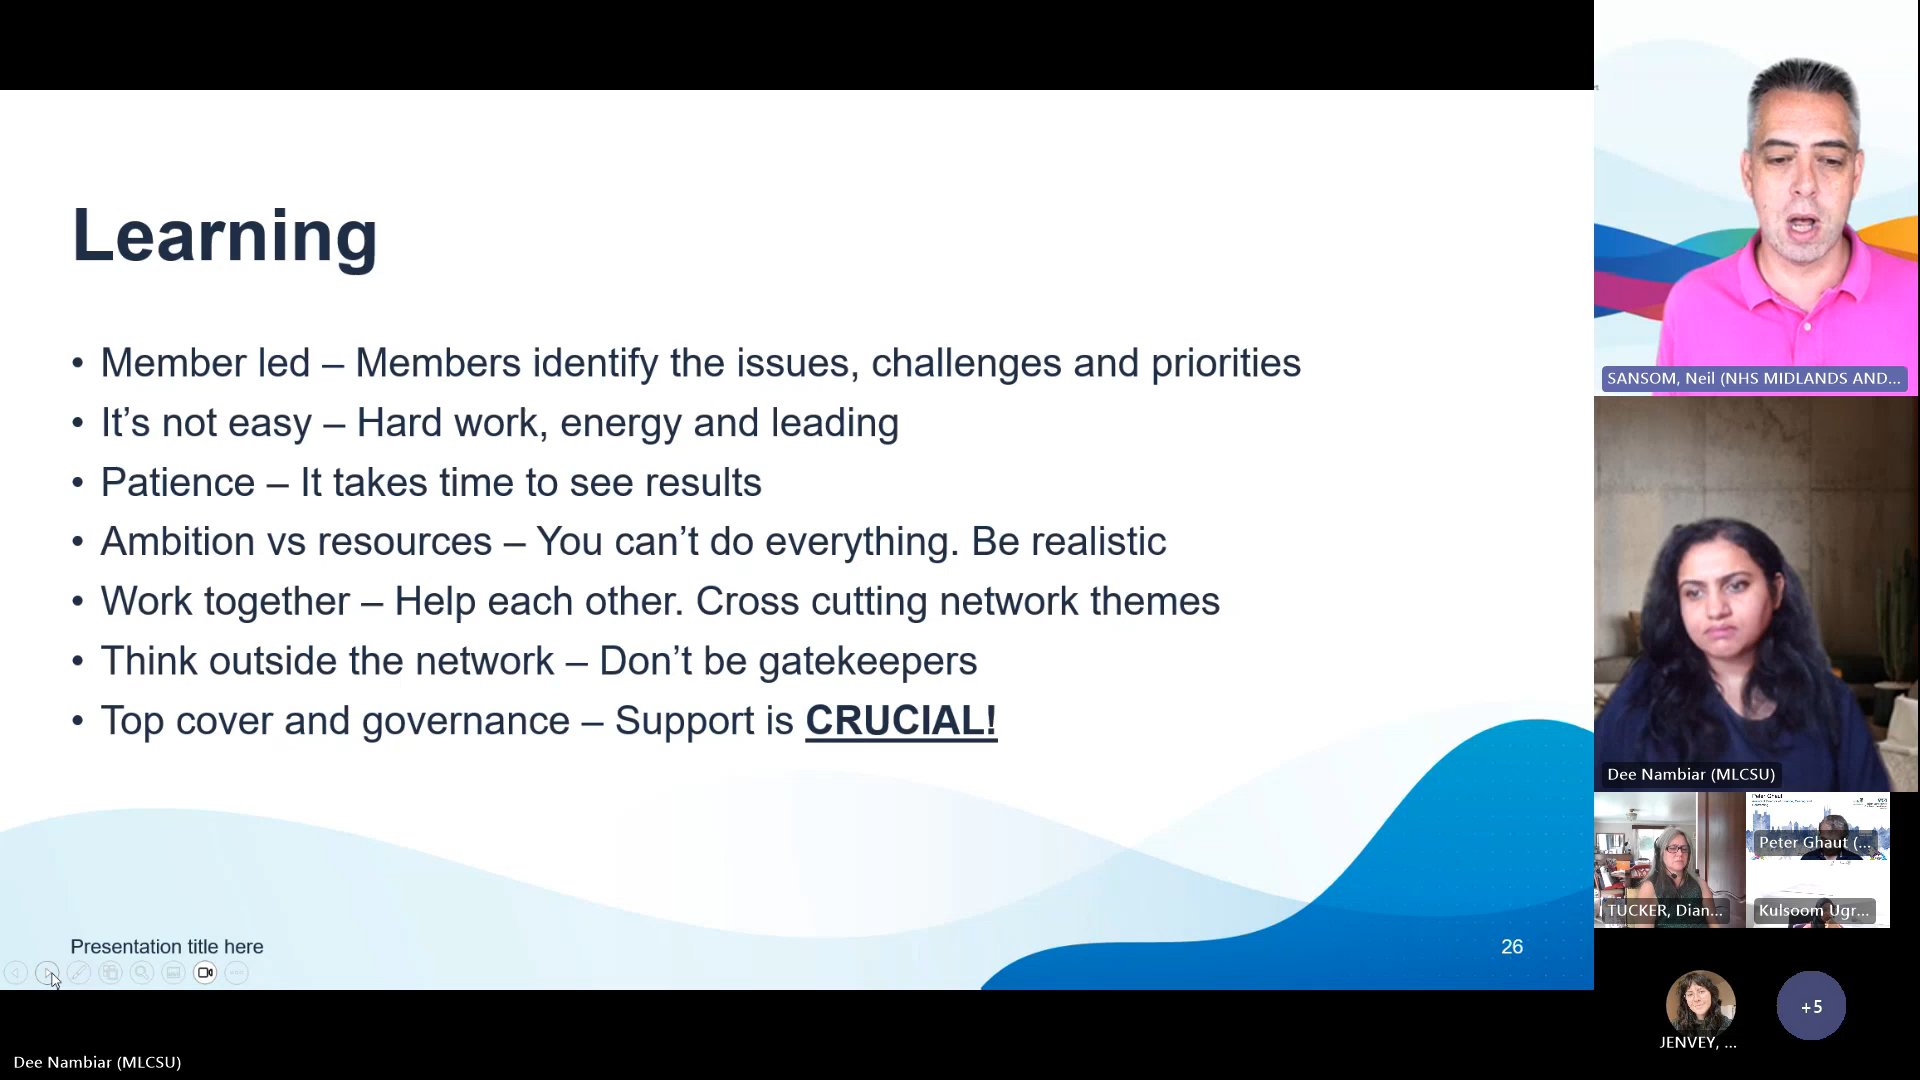 Learning
• Member led – Members identify the issues, challenges and priorities
• It’s not easy – Hard work, energy and leading
• Patience – It takes time to see results
• Ambition vs resources – You can’t do everything. Be realistic
• Work together – Help each other. Cross cutting network themes
• Think outside the network – Don’t be gatekeepers
• Top cover and governance – Support is CRUCIAL!
Presentation title here
26
Dee Nambiar (MLCSU)
SANSOM, Neil (NHS MIDLANDS AND...
Dee Nambiar (MLCSU)
TUCKER, Dian...
Peter Ghaut
Peter Ghaut (...
Kulsoom Ugr...
JENVEY, ...
+5